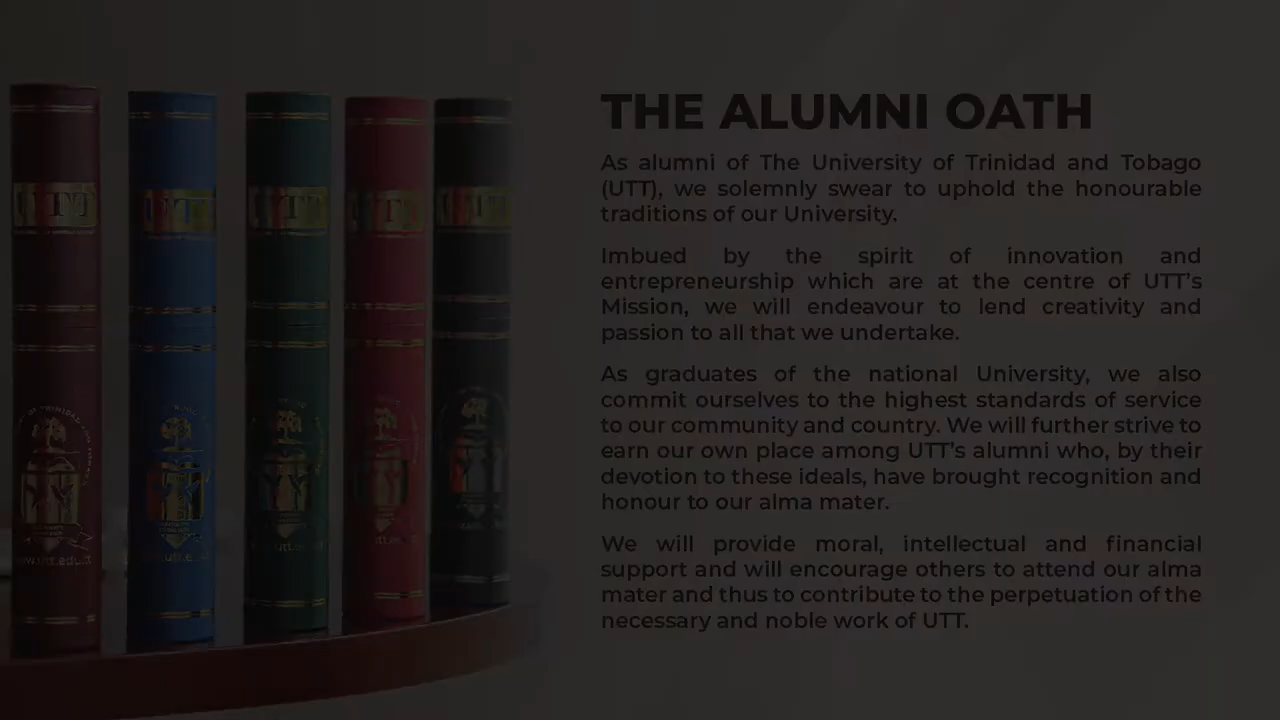 THE ALUMNI OATH
As alumni of The University of Trinidad and Tobago
(UTT), we solemnly swear to uphold the honourable
traditions of our University.
Imbued by the spirit of innovation and
entrepreneurship which are at the centre of UTT's
Mission, we will endeavour to lend creativity and
passion to all that we undertake.
As graduates of the national University, we also
commit ourselves to the highest standards of service
to our community and country. We will further strive to
earn our own place among UTT's alumni who, by their
devotion to these ideals, have brought recognition and
honour to our alma mater.
We will provide moral, intellectual and financial
support and will encourage others to attend our alma
mater and thus to contribute to the perpetuation of the
necessary and noble work of UTT.
UTT UTT UTT UTT UTT